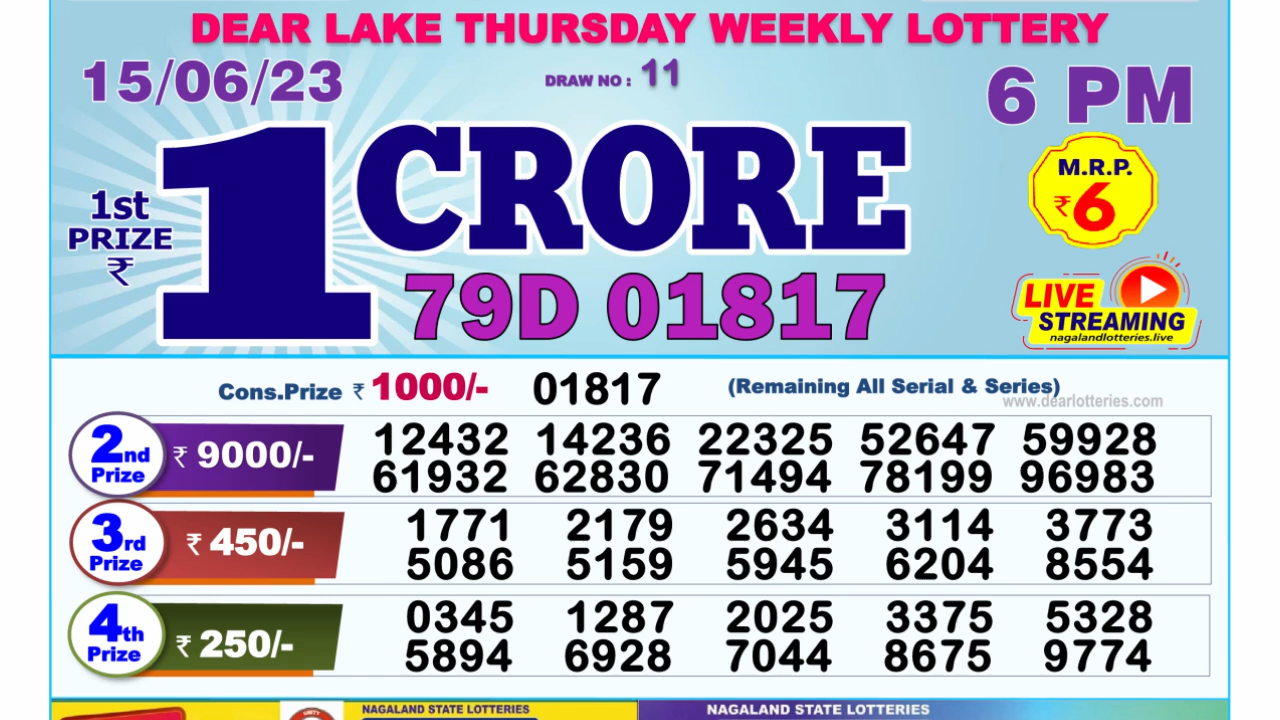 DEAR LAKE THURSDAY WEEKLY LOTTERY
15/06/23
DRAW NO : 11
6 PM
1st
PRIZE
₹
1 CRORE
79D 01817
M.R.P.
₹6
LIVE
STREAMING
nagalandlotteries.live
Cons.Prize ₹ 1000/- 01817 (Remaining All Serial & Series)
www.dearlotteries.com
2nd
Prize
₹ 9000/-
12432 14236 22325 52647 59928
61932 62830 71494 78199 96983
3rd
Prize
₹ 450/-
1771 2179 2634 3114 3773
5086 5159 5945 6204 8554
4th
Prize
₹ 250/-
0345 1287 2025 3375 5328
5894 6928 7044 8675 9774
NAGALAND STATE LOTTERIES
NAGALAND STATE LOTTERIES